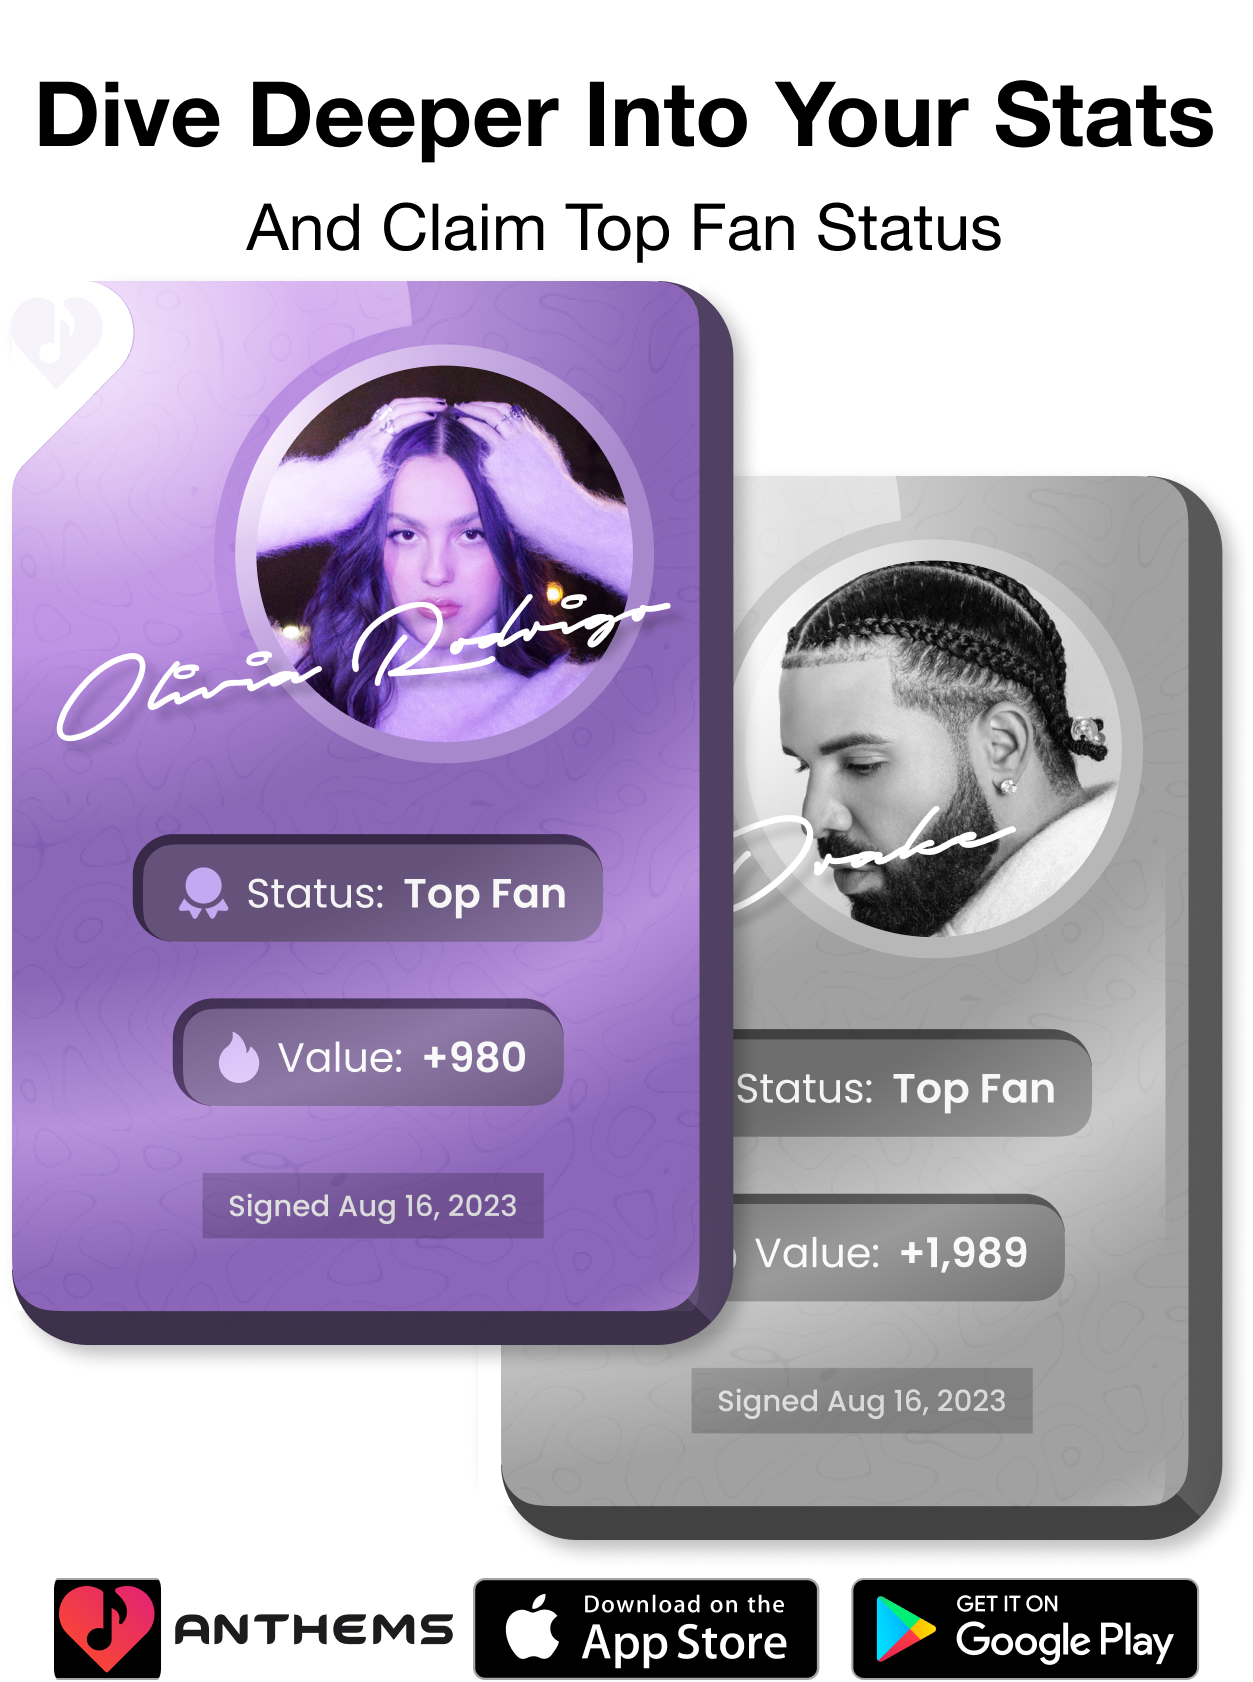 Dive Deeper Into Your Stats
And Claim Top Fan Status
Olivia Rodrigo
Status: Top Fan
Value: +980
Signed Aug 16, 2023
Drake
Status: Top Fan
Value: +1,989
Signed Aug 16, 2023
ANTHEMS
Download on the
App Store
GET IT ON
Google Play